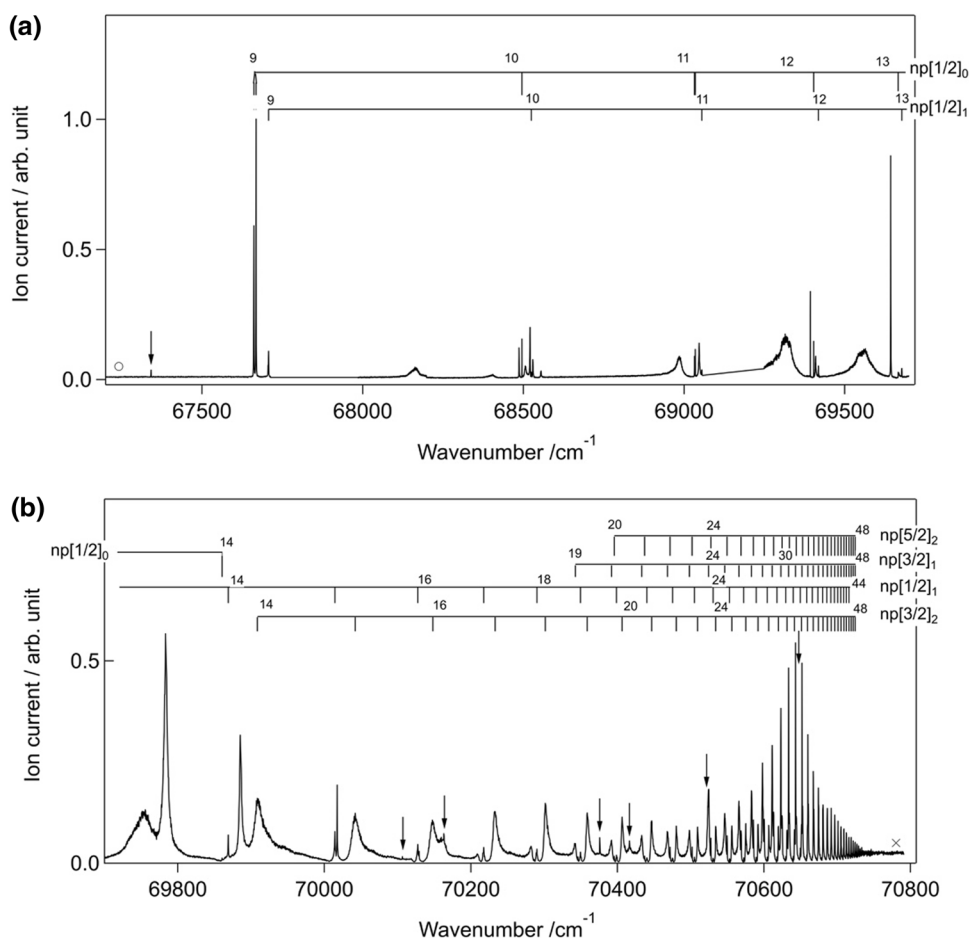 (a)
9 10 11 12 13 np[1/2]₀
9 10 11 12 13 np[1/2]₁
1.0
0.5
0.0
Ion current / arb. unit
67500 68000 68500 69000 69500
Wavenumber /cm⁻¹
(b)
20 24 48 np[5/2]₂
np[1/2]₀ 14
19 24 30 48 np[3/2]₁
14 16 18 24 44 np[1/2]₁
14 16 20 24 48 np[3/2]₂
0.5
0.0
Ion current / arb. unit
69800 70000 70200 70400 70600 70800
Wavenumber /cm⁻¹